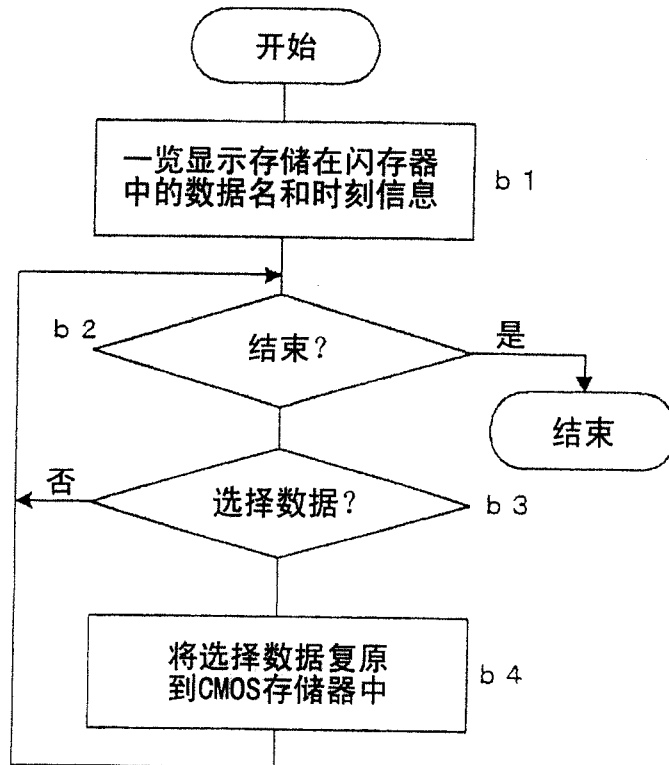 开始
一览显示存储在闪存器
中的数据名和时刻信息
b 1
b 2
结束?
是
结束
否
选择数据?
b 3
将选择数据复原
到CMOS存储器中
b 4